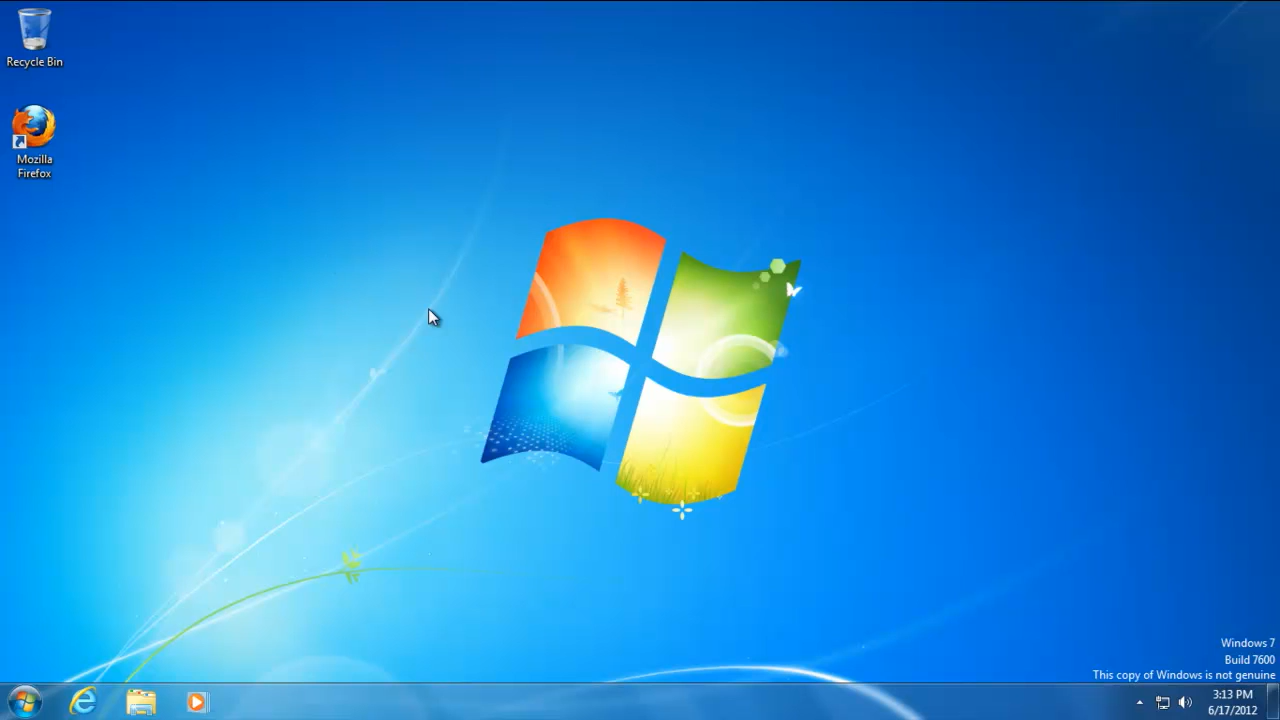 Recycle Bin
Mozilla
Firefox
Windows 7
Build 7600
This copy of Windows is not genuine
3:13 PM
6/17/2012